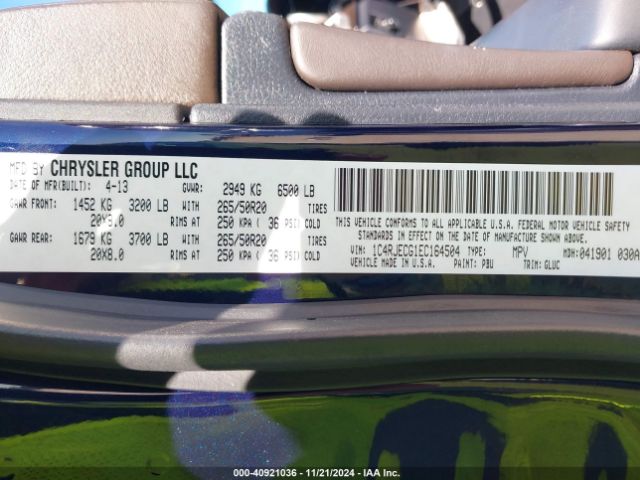 MFD BY CHRYSLER GROUP LLC
DATE OF MFR(BUILT): 4-13 GVWR: 2949 KG 6500 LB
GAWR FRONT: 1452 KG 3200 LB WITH 265/50R20 TIRES
20X8.0 RIMS AT 250 KPA ( 36 PSI) COLD
GAWR REAR: 1679 KG 3700 LB WITH 265/50R20 TIRES
20X8.0 RIMS AT 250 KPA ( 36 PSI) COLD
THIS VEHICLE CONFORMS TO ALL APPLICABLE U.S.A. FEDERAL MOTOR VEHICLE SAFETY
STANDARDS IN EFFECT ON THE DATE OF MANUFACTURE SHOWN ABOVE.
VIN: 1C4RJECG1EC164504 TYPE: MPV MDH: 041901 030A
VEHICLE MADE IN U.S.A. PAINT: PBU TRIM: GLUC
000-40921036 - 11/21/2024 - IAA Inc.